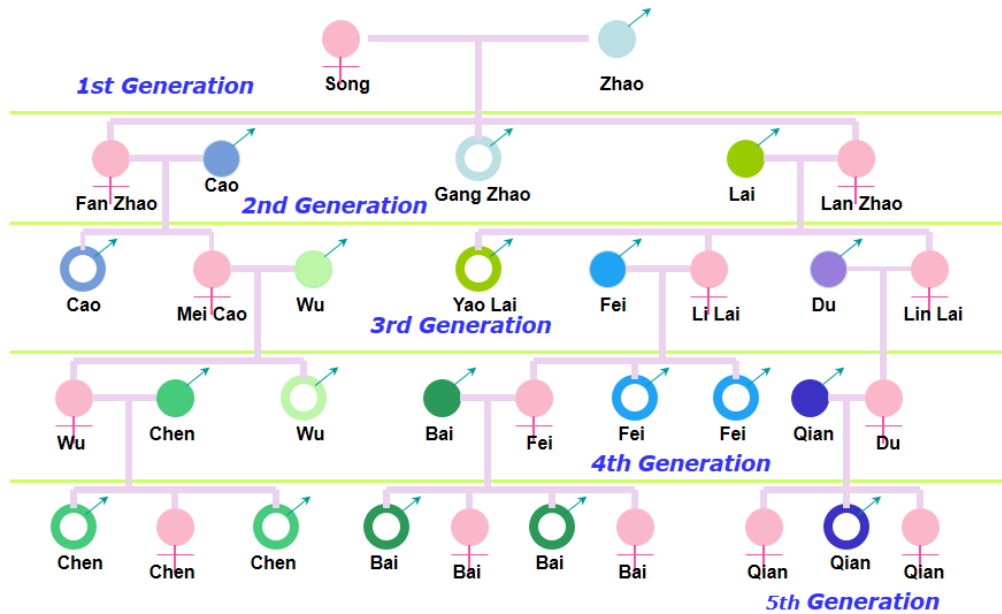 Song
Zhao
1st Generation
Fan Zhao
Cao
Gang Zhao
Lai
Lan Zhao
2nd Generation
Cao
Mei Cao
Wu
Yao Lai
Fei
Li Lai
Du
Lin Lai
3rd Generation
Wu
Chen
Wu
Bai
Fei
Fei
Fei
Qian
Du
4th Generation
Chen
Chen
Chen
Bai
Bai
Bai
Bai
Qian
Qian
Qian
5th Generation